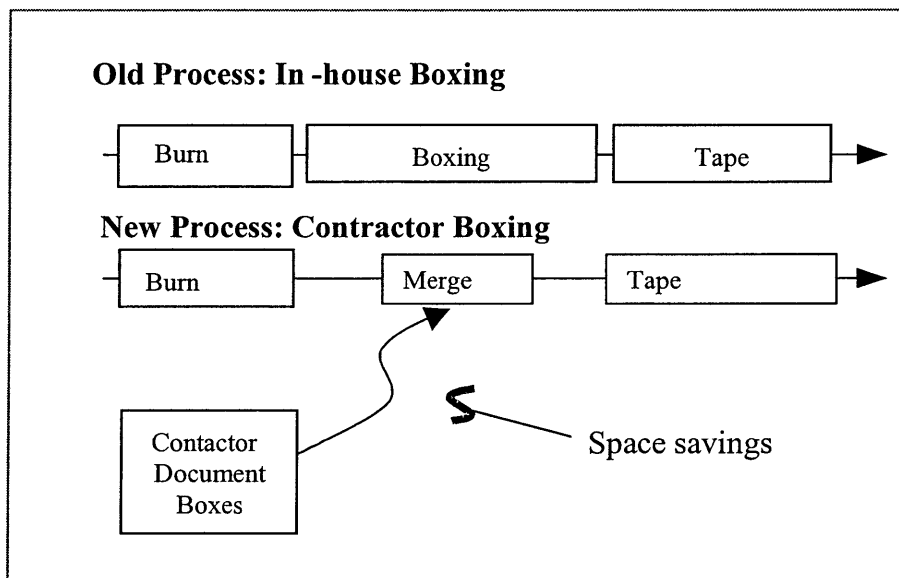 Old Process: In -house Boxing
Burn
Boxing
Tape
New Process: Contractor Boxing
Burn
Merge
Tape
Contactor
Document
Boxes
Space savings